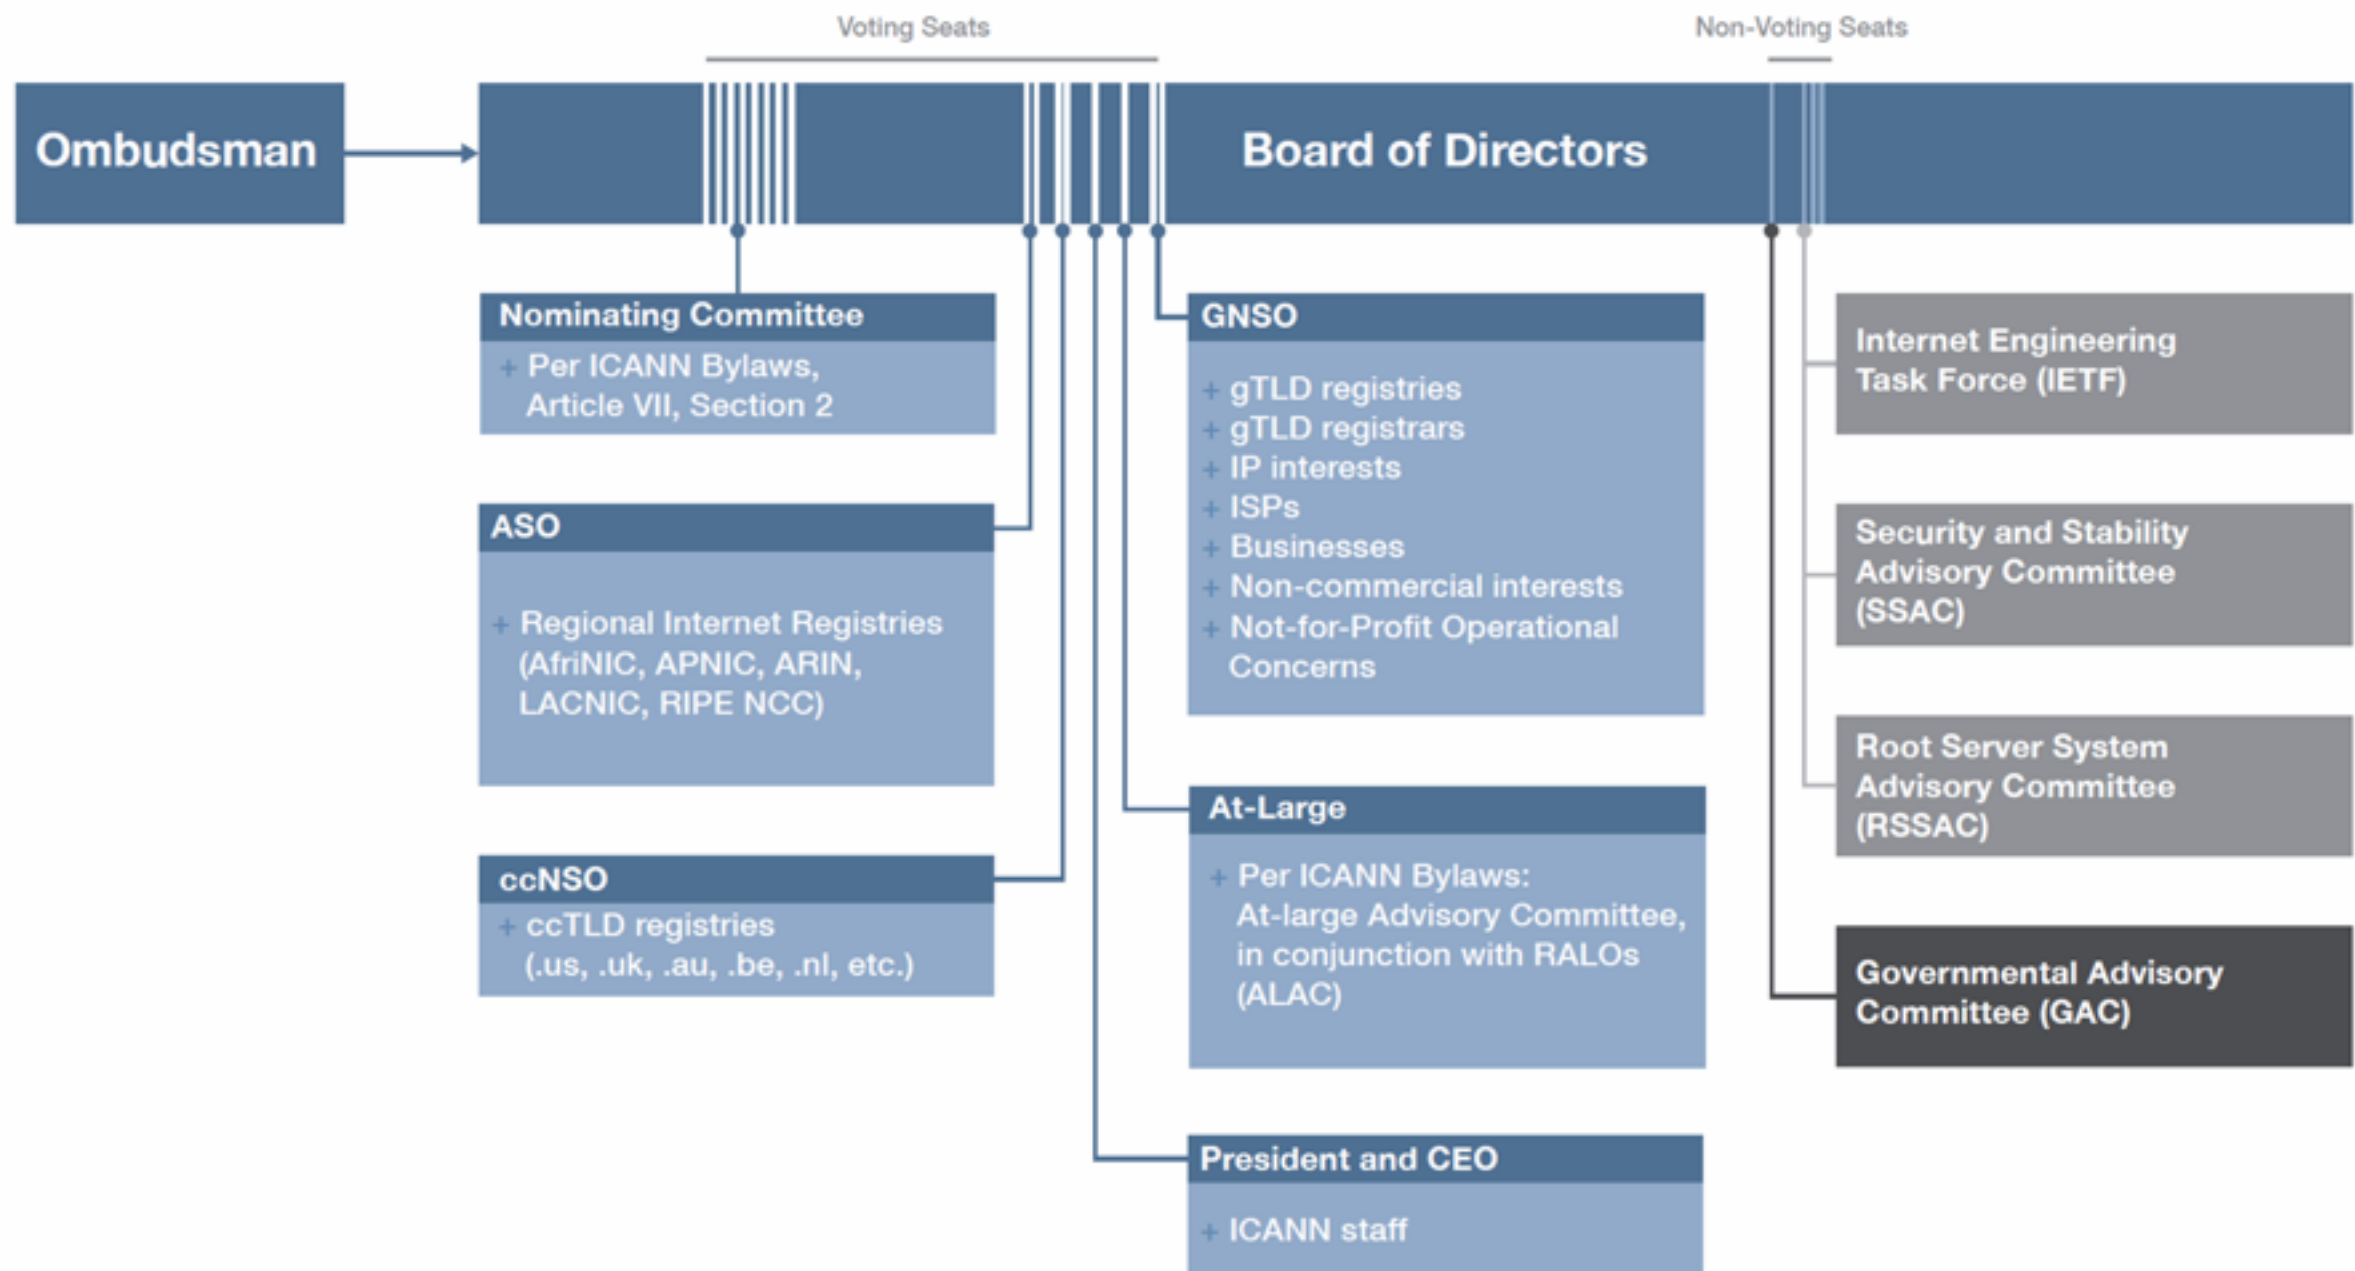 Voting Seats
Non-Voting Seats
Ombudsman
Board of Directors
Nominating Committee
+ Per ICANN Bylaws,
Article VII, Section 2
ASO
+ Regional Internet Registries
(AfriNIC, APNIC, ARIN,
LACNIC, RIPE NCC)
ccNSO
+ ccTLD registries
(.us, .uk, .au, .be, .nl, etc.)
GNSO
+ gTLD registries
+ gTLD registrars
+ IP interests
+ ISPs
+ Businesses
+ Non-commercial interests
+ Not-for-Profit Operational
Concerns
At-Large
+ Per ICANN Bylaws:
At-large Advisory Committee,
in conjunction with RALOs
(ALAC)
President and CEO
+ ICANN staff
Internet Engineering
Task Force (IETF)
Security and Stability
Advisory Committee
(SSAC)
Root Server System
Advisory Committee
(RSSAC)
Governmental Advisory
Committee (GAC)